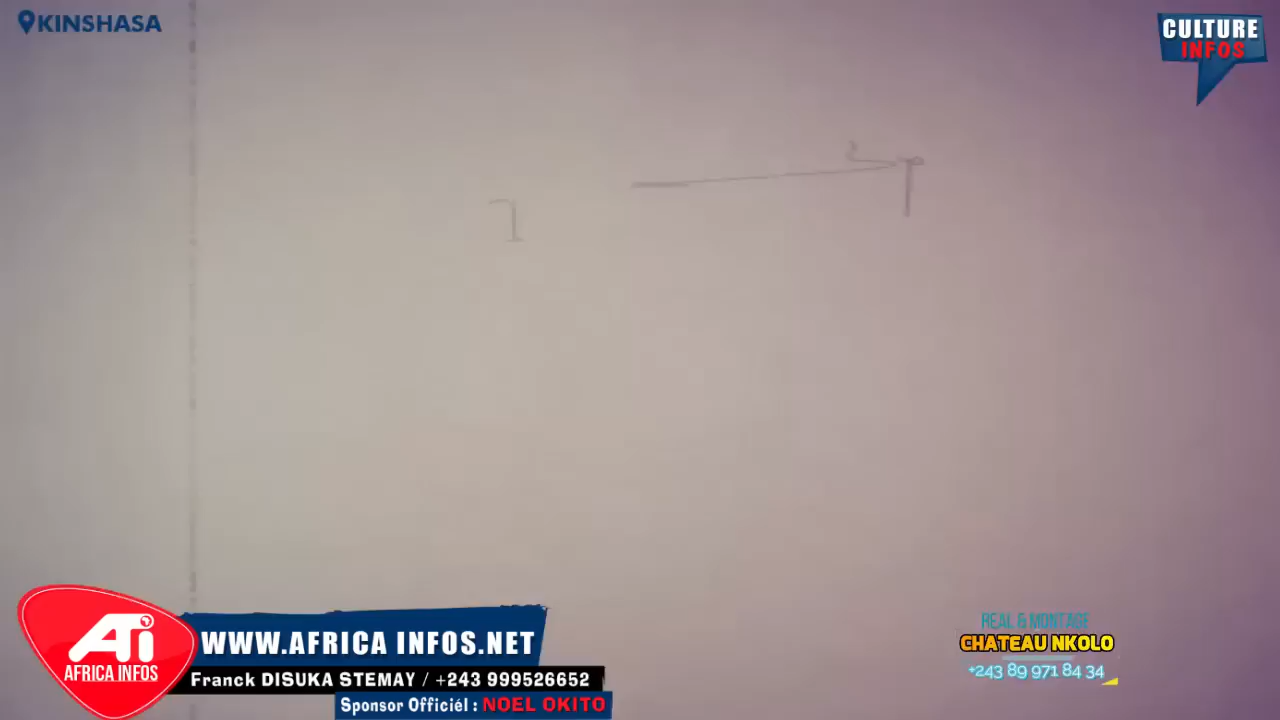 KINSHASA
CULTURE
INFOS
Ai
AFRICA INFOS
WWW.AFRICA INFOS.NET
Franck DISUKA STEMAY / +243 999526652
Sponsor Officiél : NOEL OKITO
REAL & MONTAGE
CHATEAU NKOLO
+243 89 971 84 34